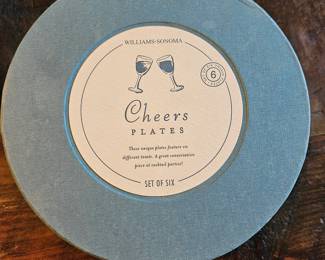 WILLIAMS-SONOMA
6
Cheers
PLATES
These unique plates feature six
different toasts. A great conversation
piece at cocktail parties!
SET OF SIX